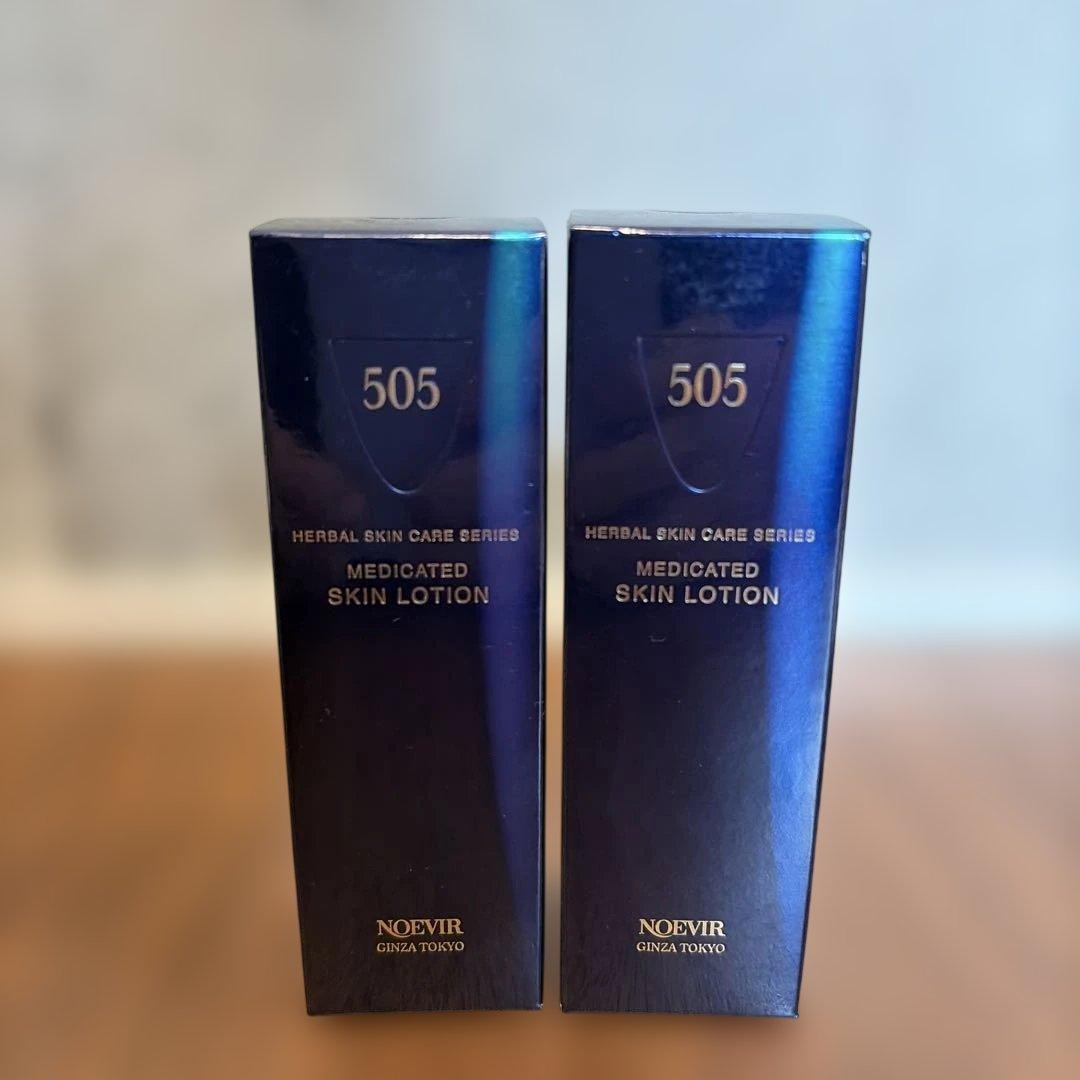 505
HERBAL SKIN CARE SERIES
MEDICATED
SKIN LOTION
NOEVIR
GINZA TOKYO
505
HERBAL SKIN CARE SERIES
MEDICATED
SKIN LOTION
NOEVIR
GINZA TOKYO